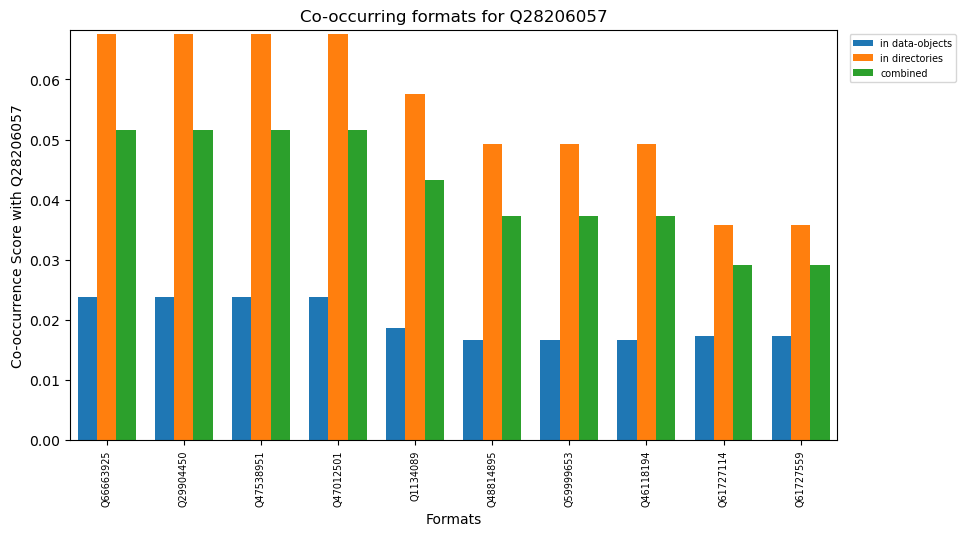 Co-occurring formats for Q28206057
in data-objects
in directories
combined
Co-occurrence Score with Q28206057
0.06
0.05
0.04
0.03
0.02
0.01
0.00
Q66663925
Q29904450
Q47538951
Q47012501
Q1134089
Q48814895
Q59999653
Q46118194
Q61727114
Q61727559
Formats